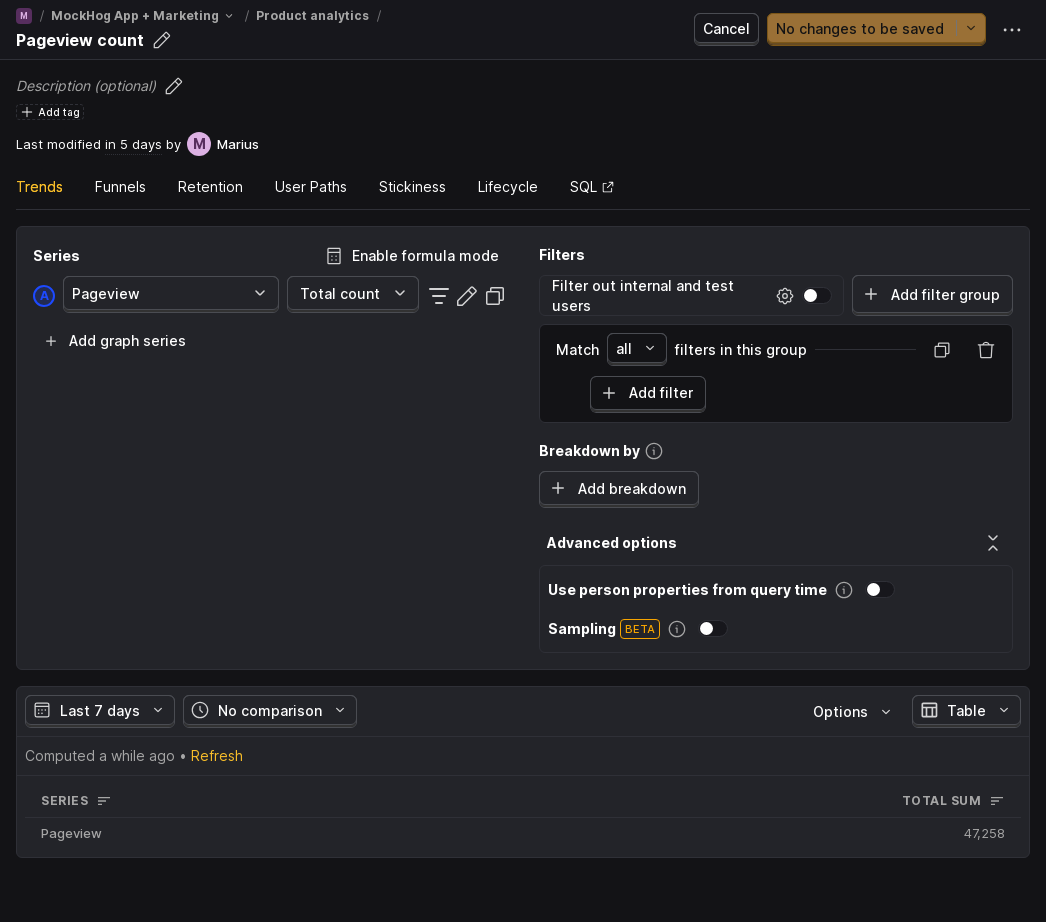 M / MockHog App + Marketing / Product analytics /
Pageview count
Cancel
No changes to be saved
Description (optional)
Add tag
Last modified in 5 days by M Marius
Trends Funnels Retention User Paths Stickiness Lifecycle SQL
Series
Enable formula mode
A Pageview Total count
Add graph series
Filters
Filter out internal and test
users
Add filter group
Match all filters in this group
Add filter
Breakdown by
Add breakdown
Advanced options
Use person properties from query time
Sampling BETA
Last 7 days No comparison Options Table
Computed a while ago • Refresh
SERIES TOTAL SUM
Pageview 47,258